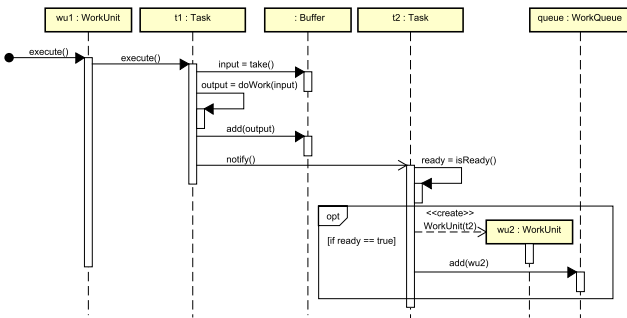 wu1 : WorkUnit
t1 : Task
: Buffer
t2 : Task
queue : WorkQueue
execute()
execute()
input = take()
output = doWork(input)
add(output)
notify()
ready = isReady()
opt
<<create>>
WorkUnit(t2)
wu2 : WorkUnit
[if ready == true]
add(wu2)